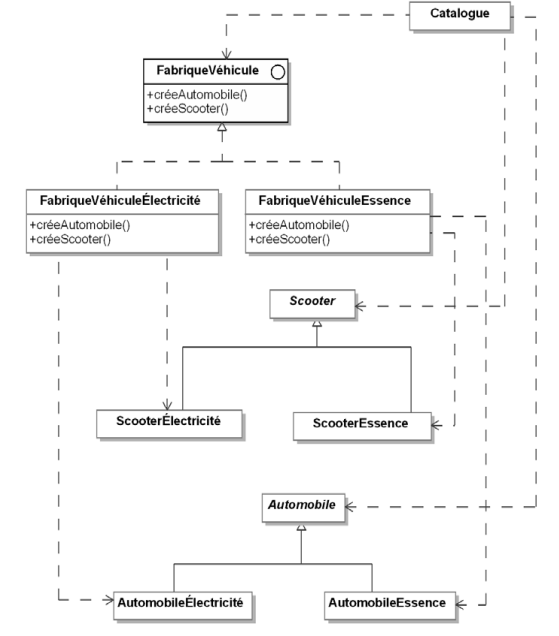 Catalogue
FabriqueVéhicule
+créeAutomobile()
+créeScooter()
FabriqueVéhiculeÉlectricité
+créeAutomobile()
+créeScooter()
FabriqueVéhiculeEssence
+créeAutomobile()
+créeScooter()
Scooter
ScooterÉlectricité
ScooterEssence
Automobile
AutomobileÉlectricité
AutomobileEssence